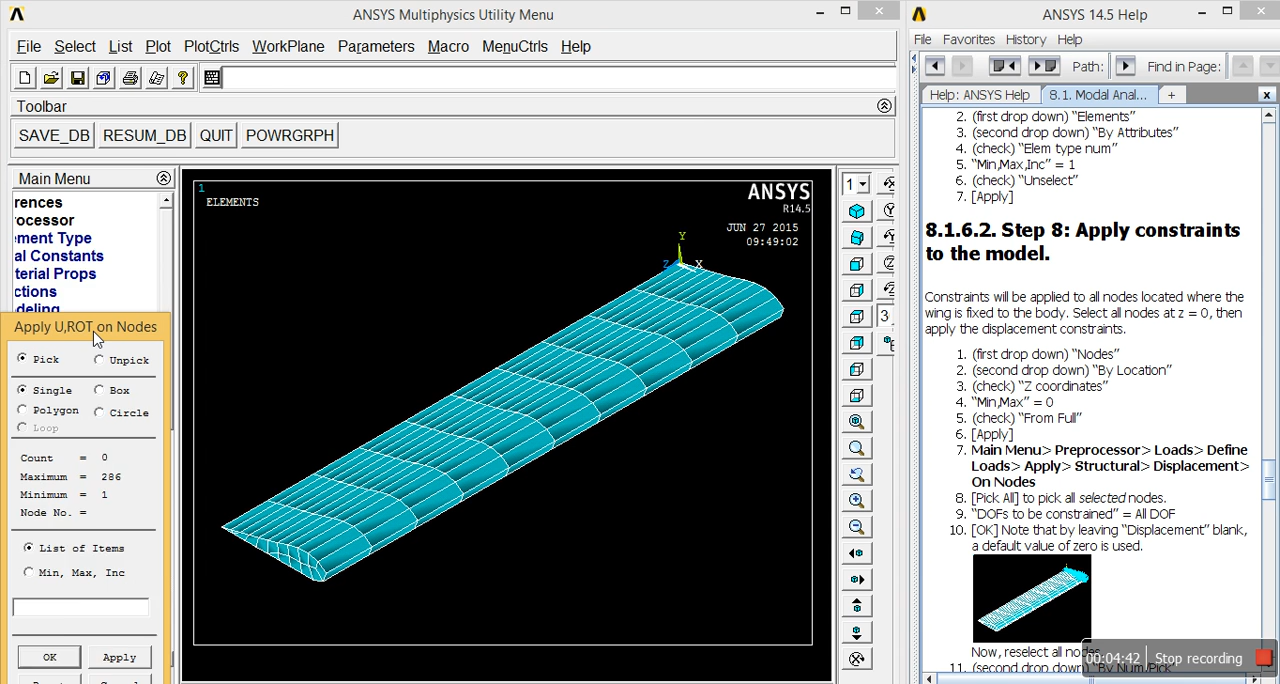 ANSYS Multiphysics Utility Menu
File Select List Plot PlotCtrls WorkPlane Parameters Macro MenuCtrls Help
Toolbar
SAVE_DB RESUM_DB QUIT POWRGRPH
Main Menu
rences
rocessor
ement Type
al Constants
terial Props
ctions
deling
Apply U,ROT on Nodes
Pick Unpick
Single Box
Polygon Circle
Loop
Count = 0
Maximum = 286
Minimum = 1
Node No. =
List of Items
Min, Max, Inc
OK Apply
1
ELEMENTS
ANSYS
R14.5
JUN 27 2015
09:49:02
Y
Z X
1
3
ANSYS 14.5 Help
File Favorites History Help
Path: Find in Page:
Help: ANSYS Help 8.1. Modal Anal... + x
2. (first drop down) “Elements”
3. (second drop down) “By Attributes”
4. (check) “Elem type num”
5. “Min,Max,Inc” = 1
6. (check) “Unselect”
7. [Apply]
8.1.6.2. Step 8: Apply constraints
to the model.
Constraints will be applied to all nodes located where the
wing is fixed to the body. Select all nodes at z = 0, then
apply the displacement constraints.
1. (first drop down) “Nodes”
2. (second drop down) “By Location”
3. (check) “Z coordinates”
4. “Min,Max” = 0
5. (check) “From Full”
6. [Apply]
7. Main Menu> Preprocessor> Loads> Define
Loads> Apply> Structural> Displacement>
On Nodes
8. [Pick All] to pick all selected nodes.
9. “DOFs to be constrained” = All DOF
10. [OK] Note that by leaving “Displacement” blank,
a default value of zero is used.
Now, reselect all nodes.
11. (second drop down) “By Num/Pick
00:04:42 Stop recording